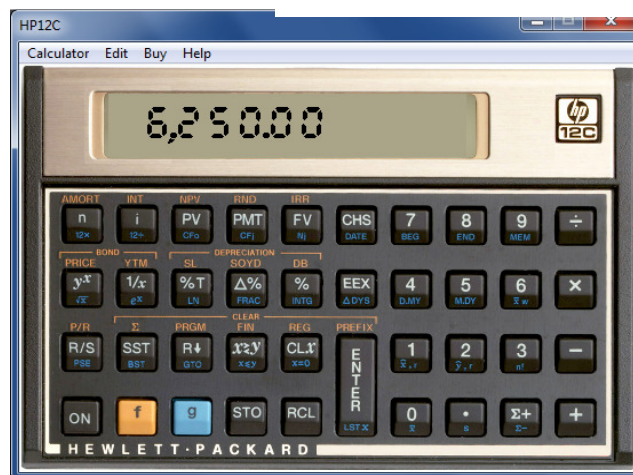 HP12C
Calculator Edit Buy Help
6,250.00
hp
12C
AMORT INT NPV RND IRR
n i PV PMT FV CHS 7 8 9 ÷
12× 12÷ CFo CFj Nj DATE BEG END MEM
BOND DEPRECIATION
PRICE YTM SL SOYD DB
yx 1/x %T Δ% % EEX 4 5 6 ×
√x ex LN FRAC INTG ΔDYS D.MY M.DY x̅w
CLEAR
P/R Σ PRGM FIN REG PREFIX
R/S SST R↓ x≷y CLx ENTER 1 2 3 −
PSE BST GTO x≤y x=0 x̂,r ŷ,r n!
ON f g STO RCL 0 . Σ+ +
LSTX x̅ s Σ−
HEWLETT·PACKARD